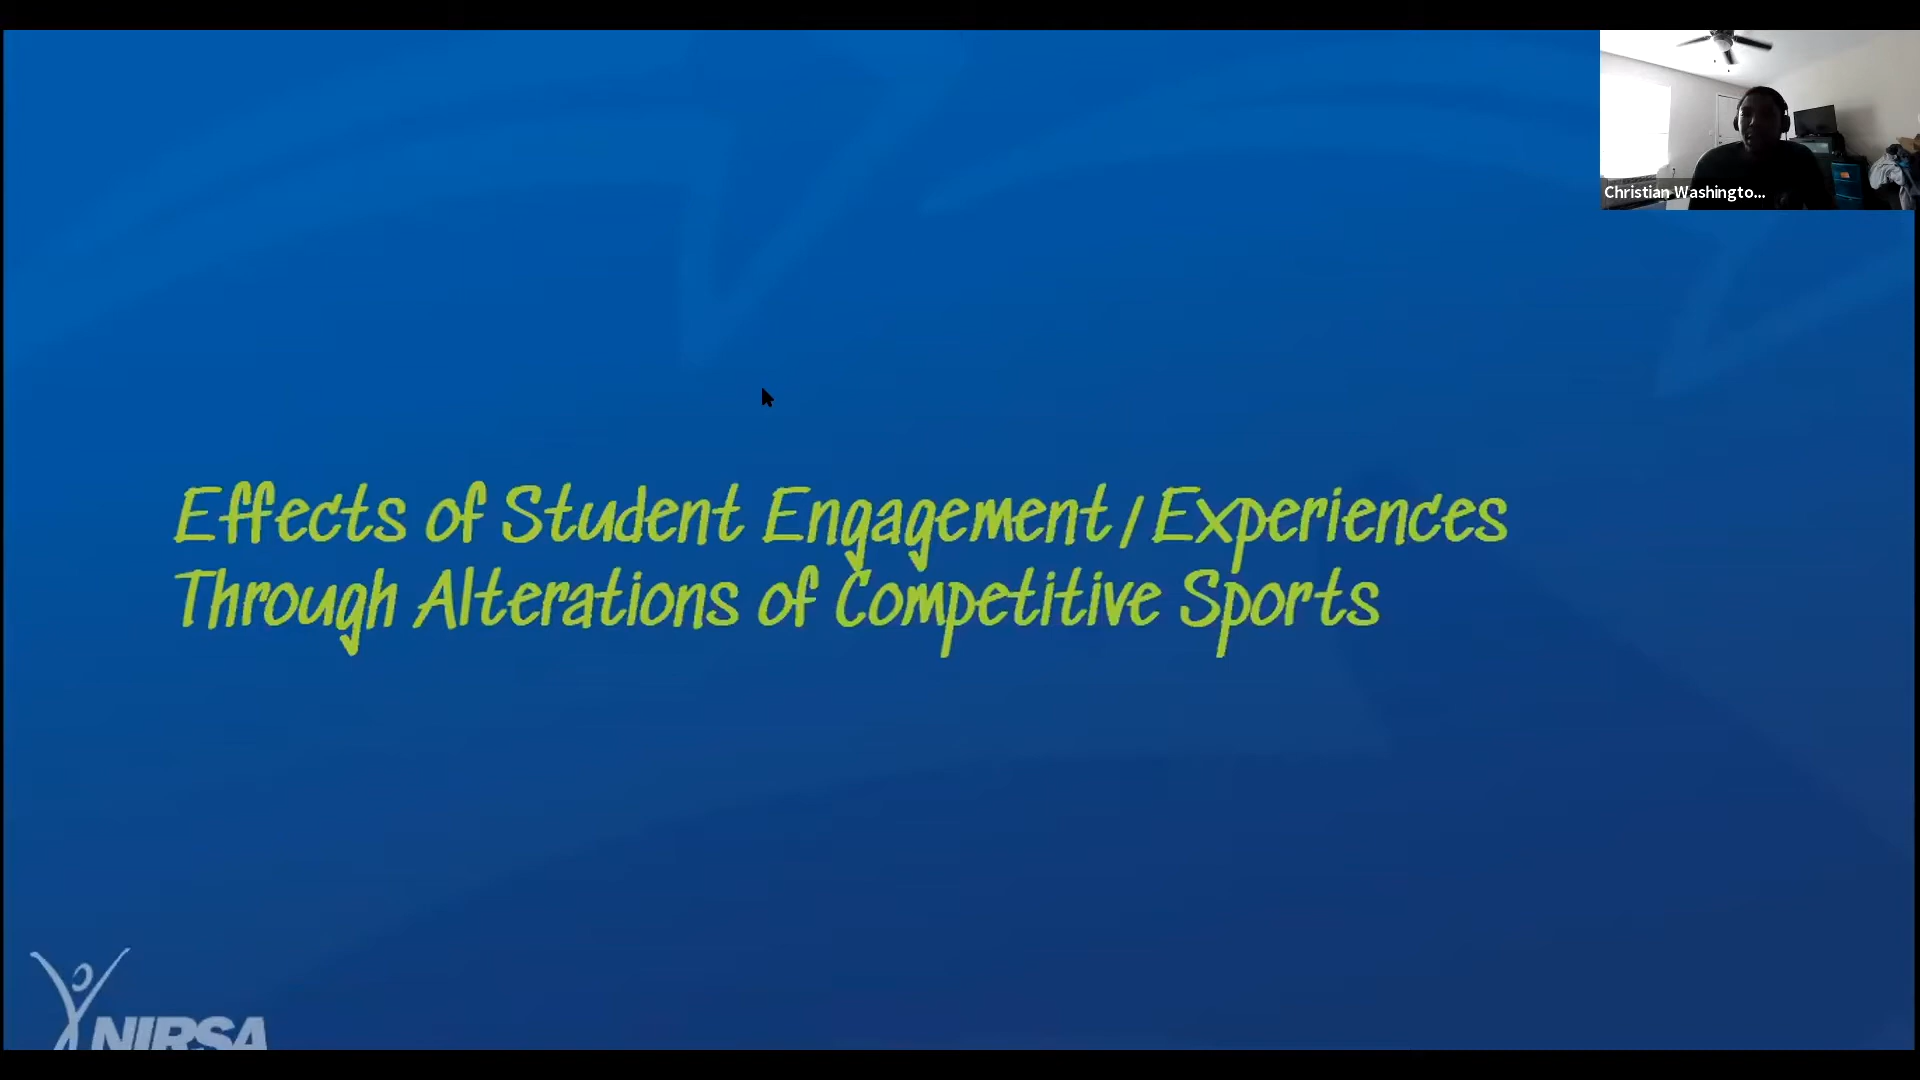 Christian Washingto...
Effects of Student Engagement/Experiences
Through Alterations of Competitive Sports
NIRSA